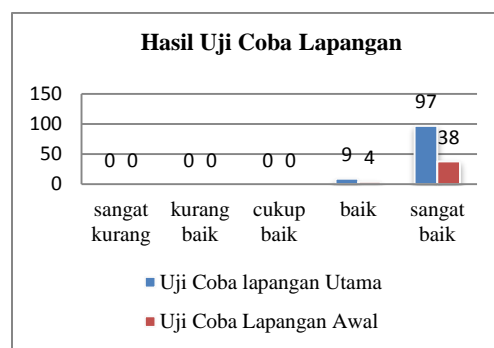 Hasil Uji Coba Lapangan
150
100
50
0
0 0
0 0
0 0
9 4
97
38
sangat kurang
kurang baik
cukup baik
baik
sangat baik
Uji Coba lapangan Utama
Uji Coba Lapangan Awal